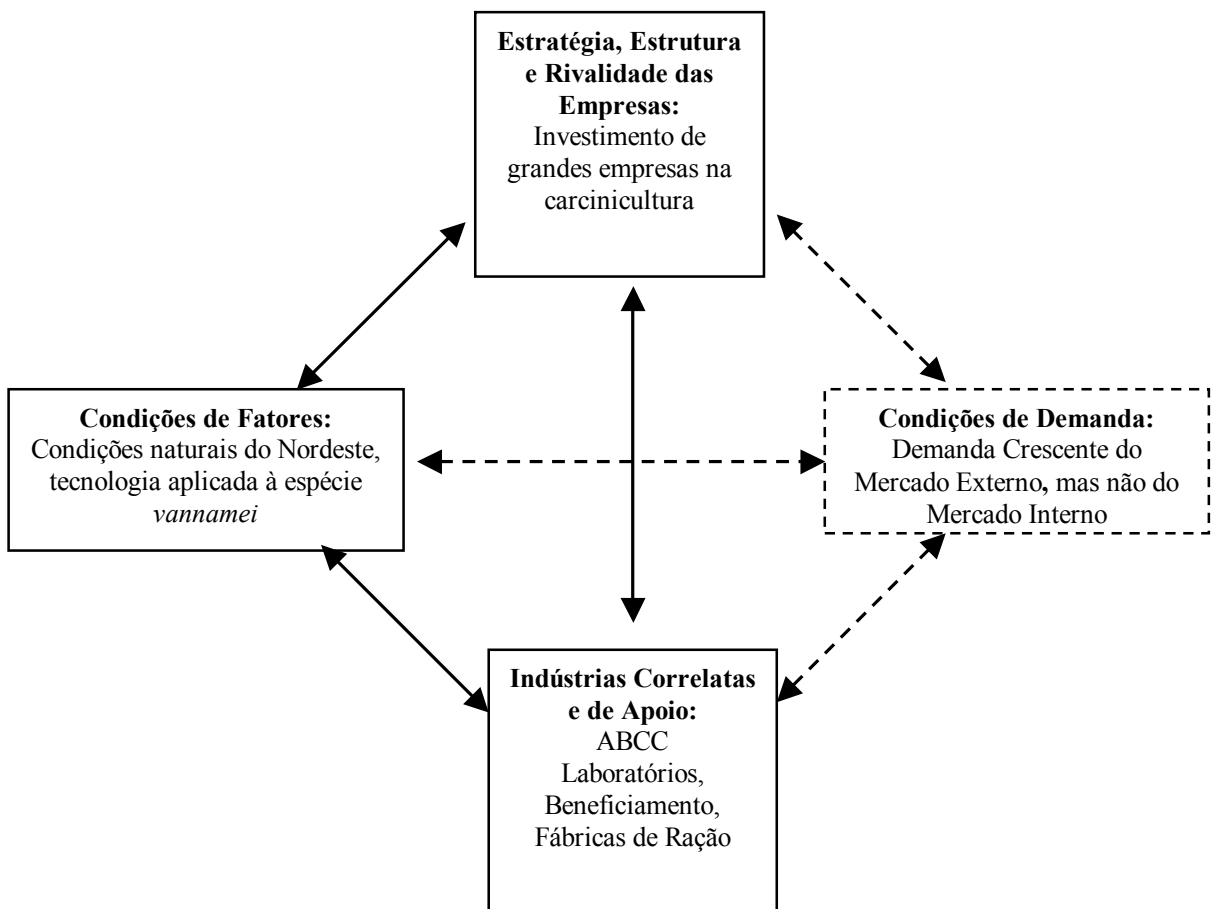 Estratégia, Estrutura
e Rivalidade das
Empresas:
Investimento de
grandes empresas na
carcinicultura
Condições de Fatores:
Condições naturais do Nordeste,
tecnologia aplicada à espécie
vannamei
Condições de Demanda:
Demanda Crescente do
Mercado Externo, mas não do
Mercado Interno
Indústrias Correlatas
e de Apoio:
ABCC
Laboratórios,
Beneficiamento,
Fábricas de Ração